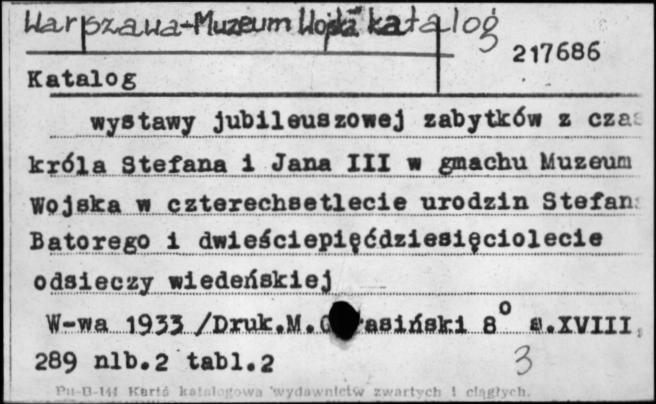 Warszawa-Muzeum Wojska katalog
217686
Katalog
wystawy jubileuszowej zabytków z czas
króla Stefana i Jana III w gmachu Muzeum
Wojska w czterechsetlecie urodzin Stefana
Batorego i dwieściepięćdziesięciolecie
odsieczy wiedeńskiej
W-wa 1933 /Druk.M. 8° s.XVIII,
289 nlb.2 tabl.2
3
Pu-B-144 Karta katalogowa wydawnictw zwartych i ciągłych.